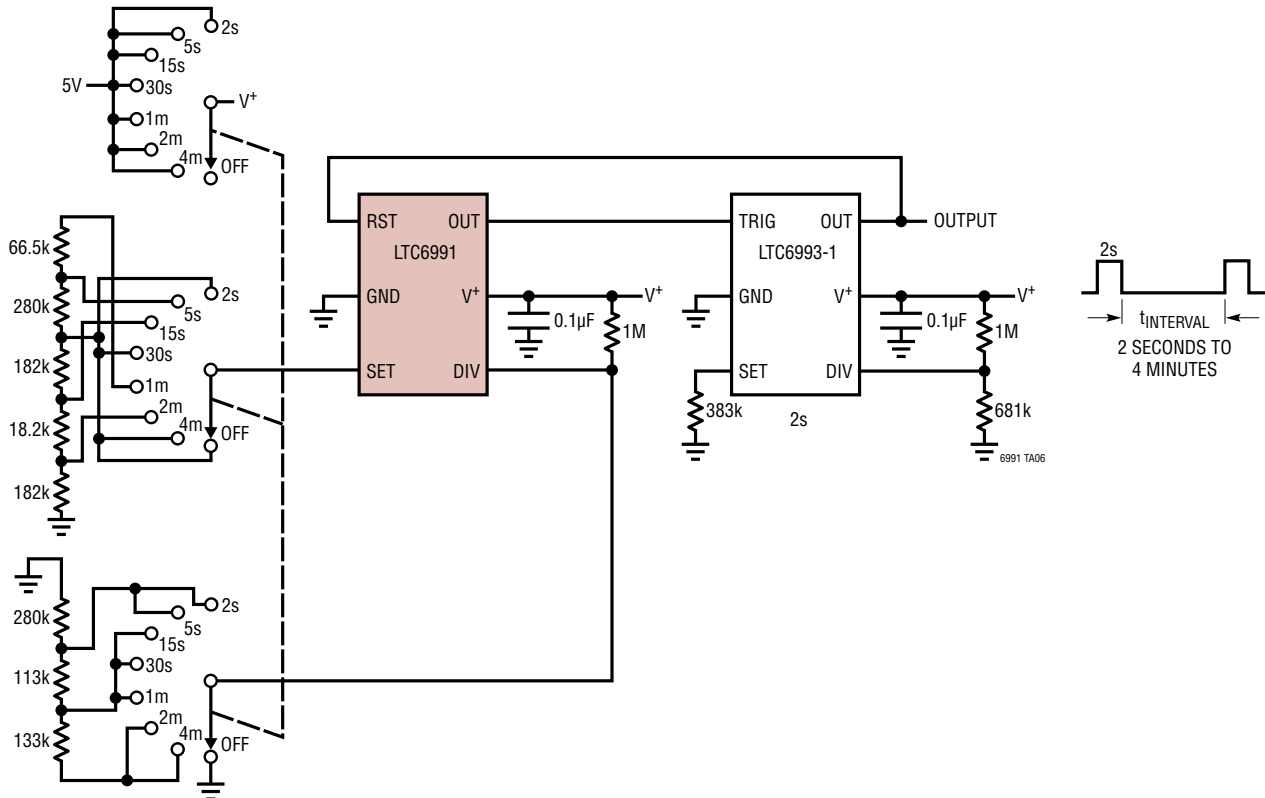 2s
5s
15s
5V
30s
V+
1m
2m
4m
OFF
66.5k
280k
182k
18.2k
182k
2s
5s
15s
30s
1m
2m
4m
OFF
280k
113k
133k
2s
5s
15s
30s
1m
2m
4m
OFF
RST OUT
LTC6991
GND V+
SET DIV
0.1µF
1M
V+
TRIG OUT
LTC6993-1
GND V+
SET DIV
383k
2s
OUTPUT
0.1µF
1M
V+
681k
6991 TA06
2s
tINTERVAL
2 SECONDS TO
4 MINUTES